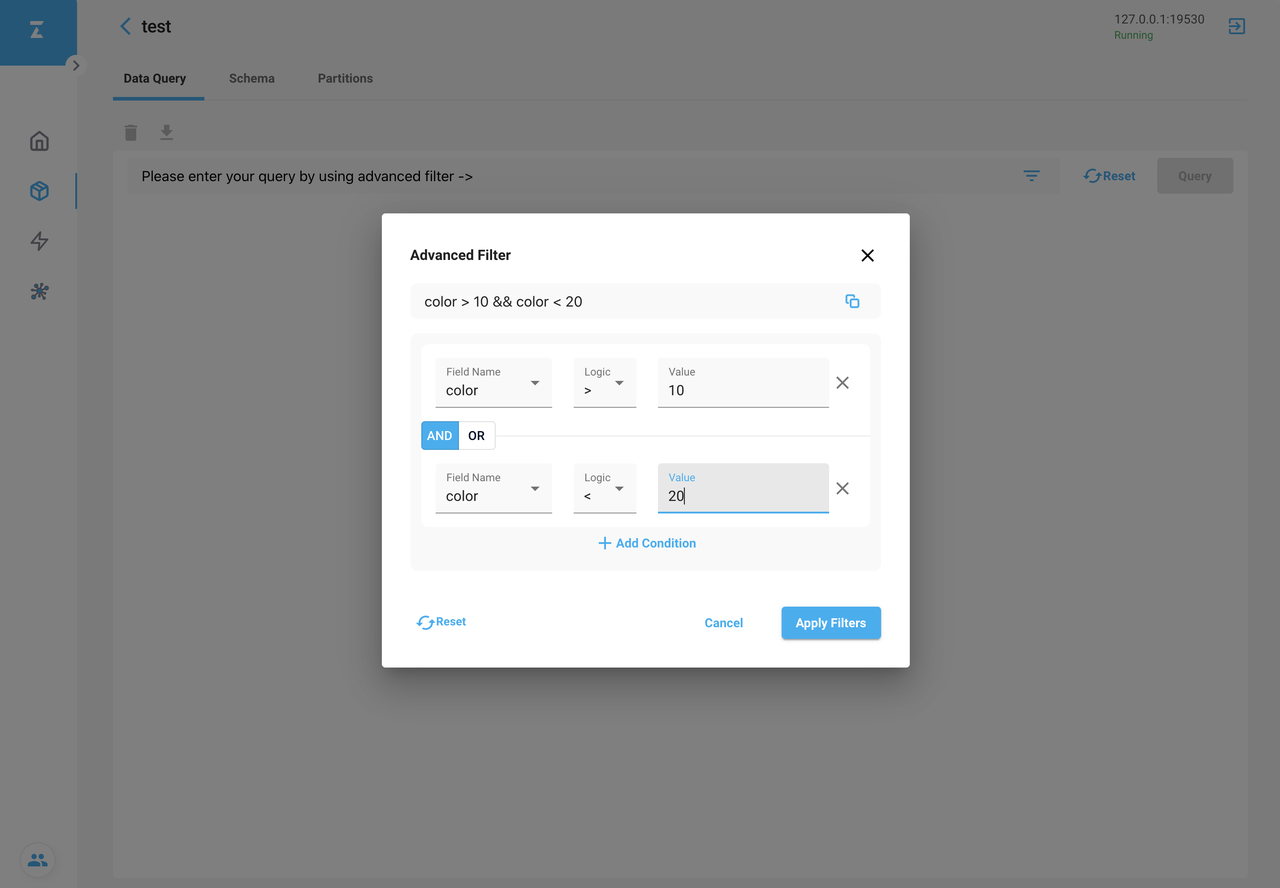 test
127.0.0.1:19530
Running
Data Query Schema Partitions
Please enter your query by using advanced filter ->
Reset
Query
Advanced Filter
color > 10 && color < 20
Field Name Logic Value
color > 10
AND OR
Field Name Logic Value
color < 20
Add Condition
Reset Cancel Apply Filters